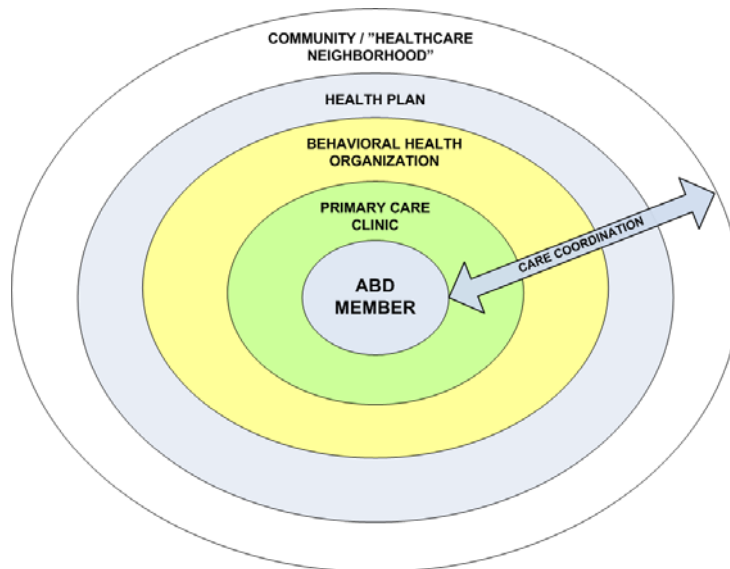 COMMUNITY / "HEALTHCARE
NEIGHBORHOOD"
HEALTH PLAN
BEHAVIORAL HEALTH
ORGANIZATION
PRIMARY CARE
CLINIC
ABD
MEMBER
CARE COORDINATION